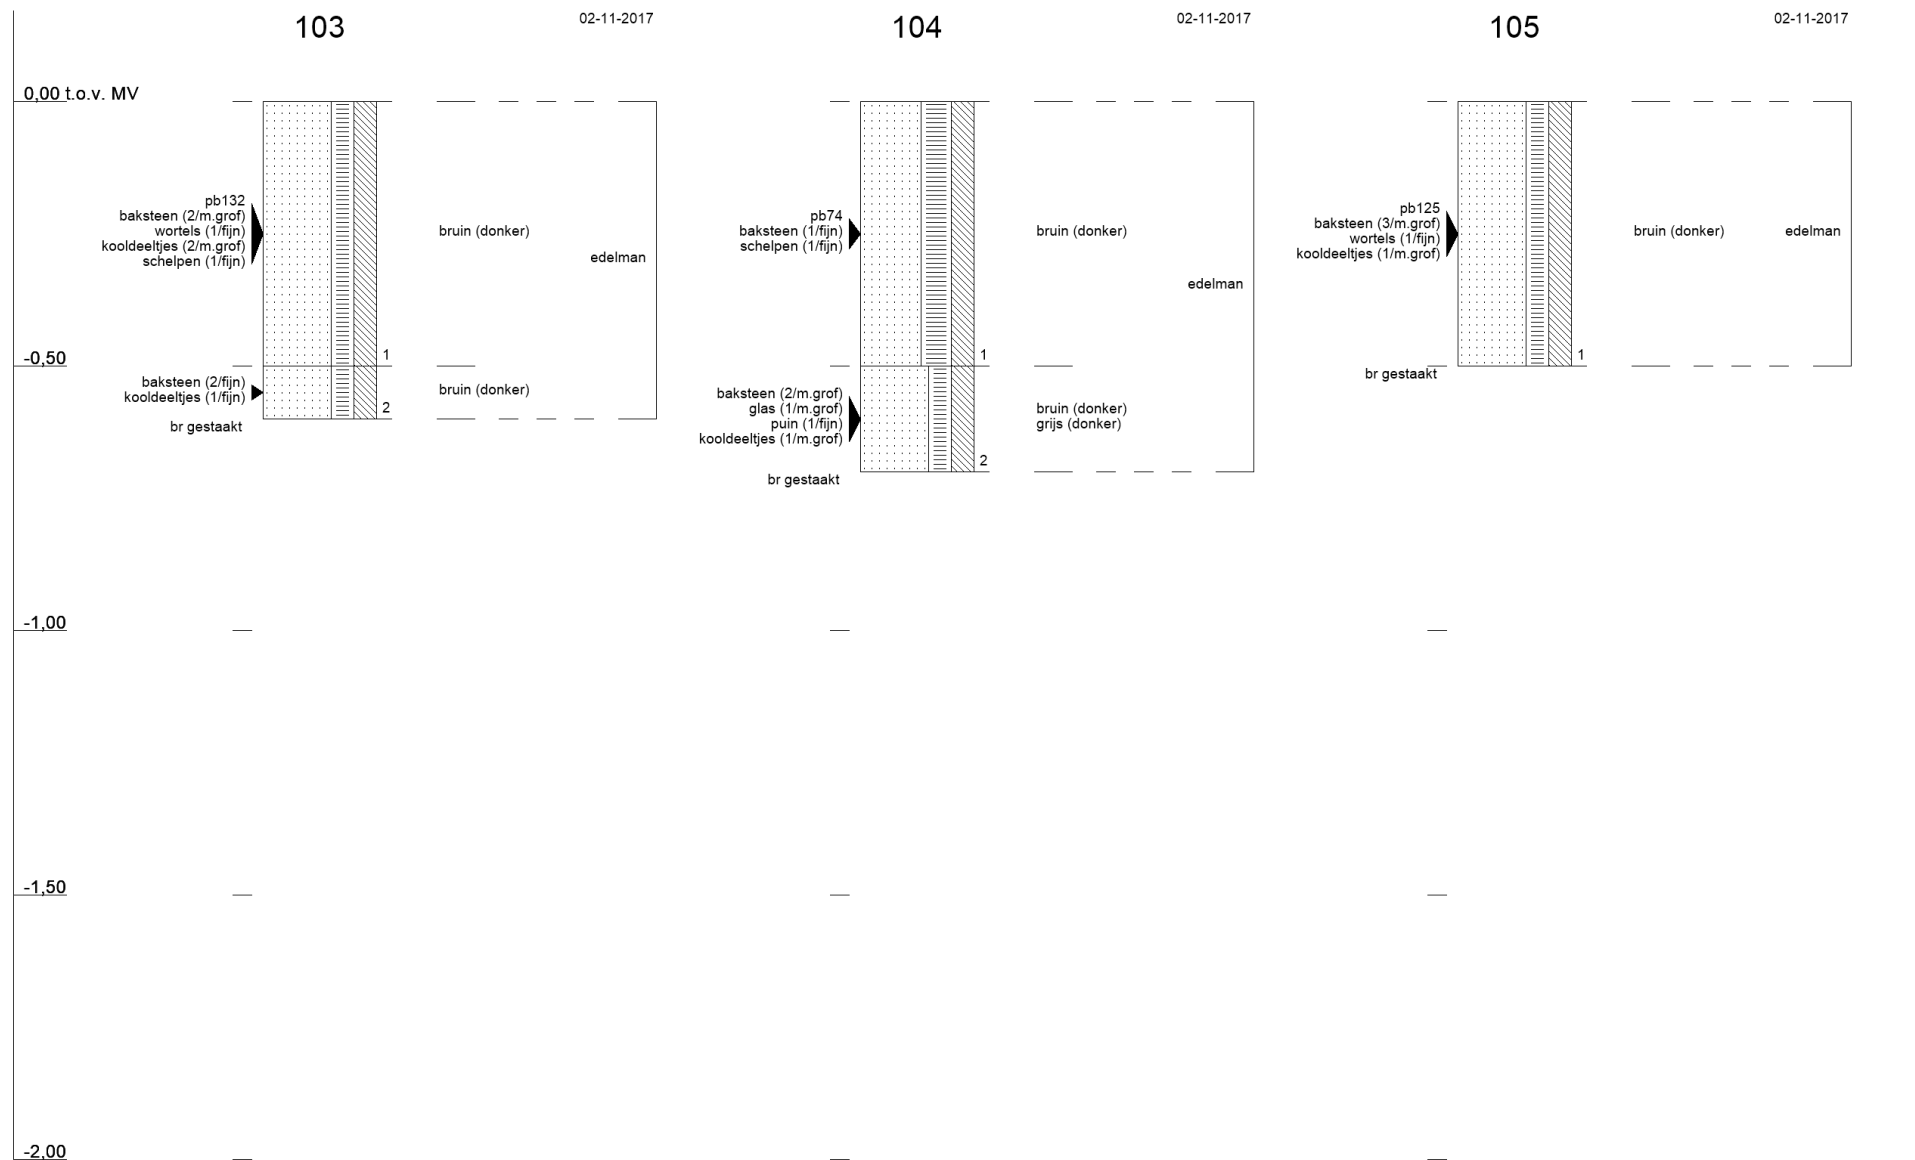 103
02-11-2017
104
02-11-2017
105
02-11-2017
0,00 t.o.v. MV
-0,50
-1,00
-1,50
-2,00
pb132
baksteen (2/m.grof)
wortels (1/fijn)
kooldeeltjes (2/m.grof)
schelpen (1/fijn)
bruin (donker)
edelman
1
baksteen (2/fijn)
kooldeeltjes (1/fijn)
bruin (donker)
2
br gestaakt
pb74
baksteen (1/fijn)
schelpen (1/fijn)
bruin (donker)
edelman
1
baksteen (2/m.grof)
glas (1/m.grof)
puin (1/fijn)
kooldeeltjes (1/m.grof)
bruin (donker)
grijs (donker)
2
br gestaakt
pb125
baksteen (3/m.grof)
wortels (1/fijn)
kooldeeltjes (1/m.grof)
bruin (donker)
edelman
1
br gestaakt